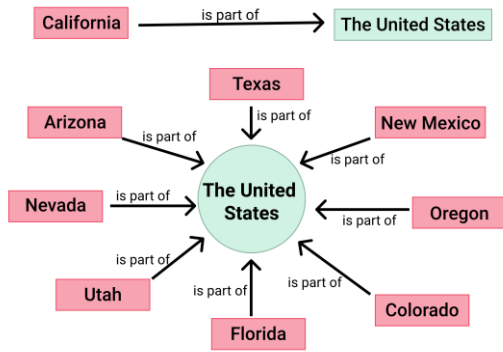 California
is part of
The United States
Texas
is part of
Arizona
is part of
New Mexico
is part of
The United
States
Nevada
is part of
Oregon
is part of
Utah
is part of
Florida
is part of
Colorado
is part of